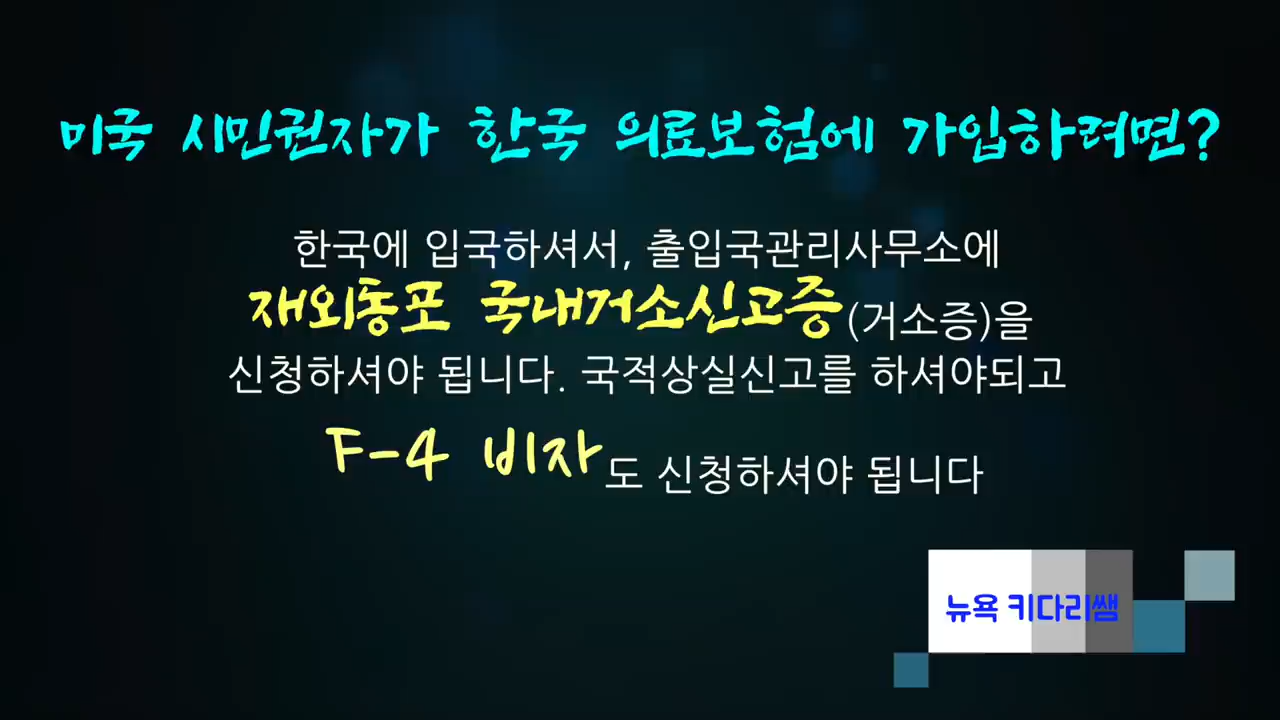 미국 시민권자가 한국 의료보험에 가입하려면?
한국에 입국하셔서, 출입국관리사무소에
재외동포 국내거소신고증(거소증)을
신청하셔야 됩니다. 국적상실신고를 하셔야되고
F-4 비자도 신청하셔야 됩니다
뉴욕 키다리쌤